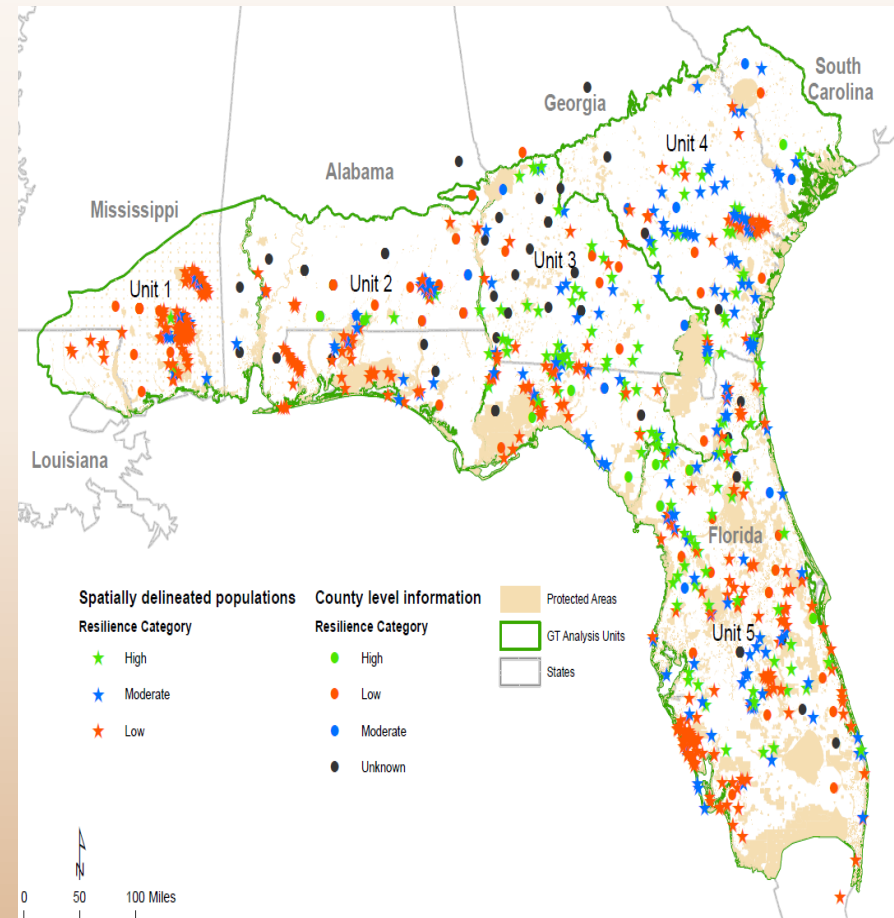 South
Carolina
Georgia
Unit 4
Alabama
Mississippi
Unit 3
Unit 1
Unit 2
Louisiana
Florida
Unit 5
Spatially delineated populations
Resilience Category
High
Moderate
Low
County level information
Resilience Category
High
Low
Moderate
Unknown
Protected Areas
GT Analysis Units
States
N
0 50 100 Miles